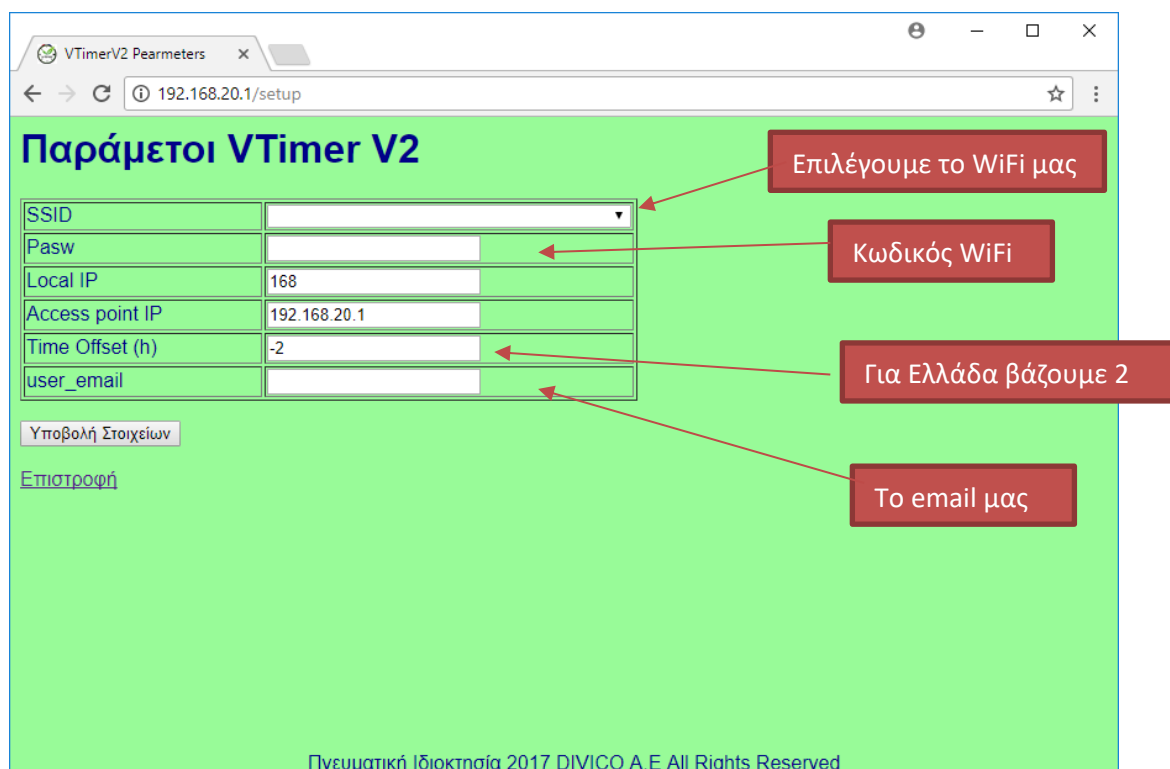 VTimerV2 Pearmeters
192.168.20.1/setup
Παράμετοι VTimer V2
Επιλέγουμε το WiFi μας
SSID
Pasw
Κωδικός WiFi
Local IP 168
Access point IP 192.168.20.1
Time Offset (h) -2
Για Ελλάδα βάζουμε 2
user_email
Υποβολή Στοιχείων
Επιστροφή
Το email μας
Πνευματική Ιδιοκτησία 2017 DIVICO A.E All Rights Reserved